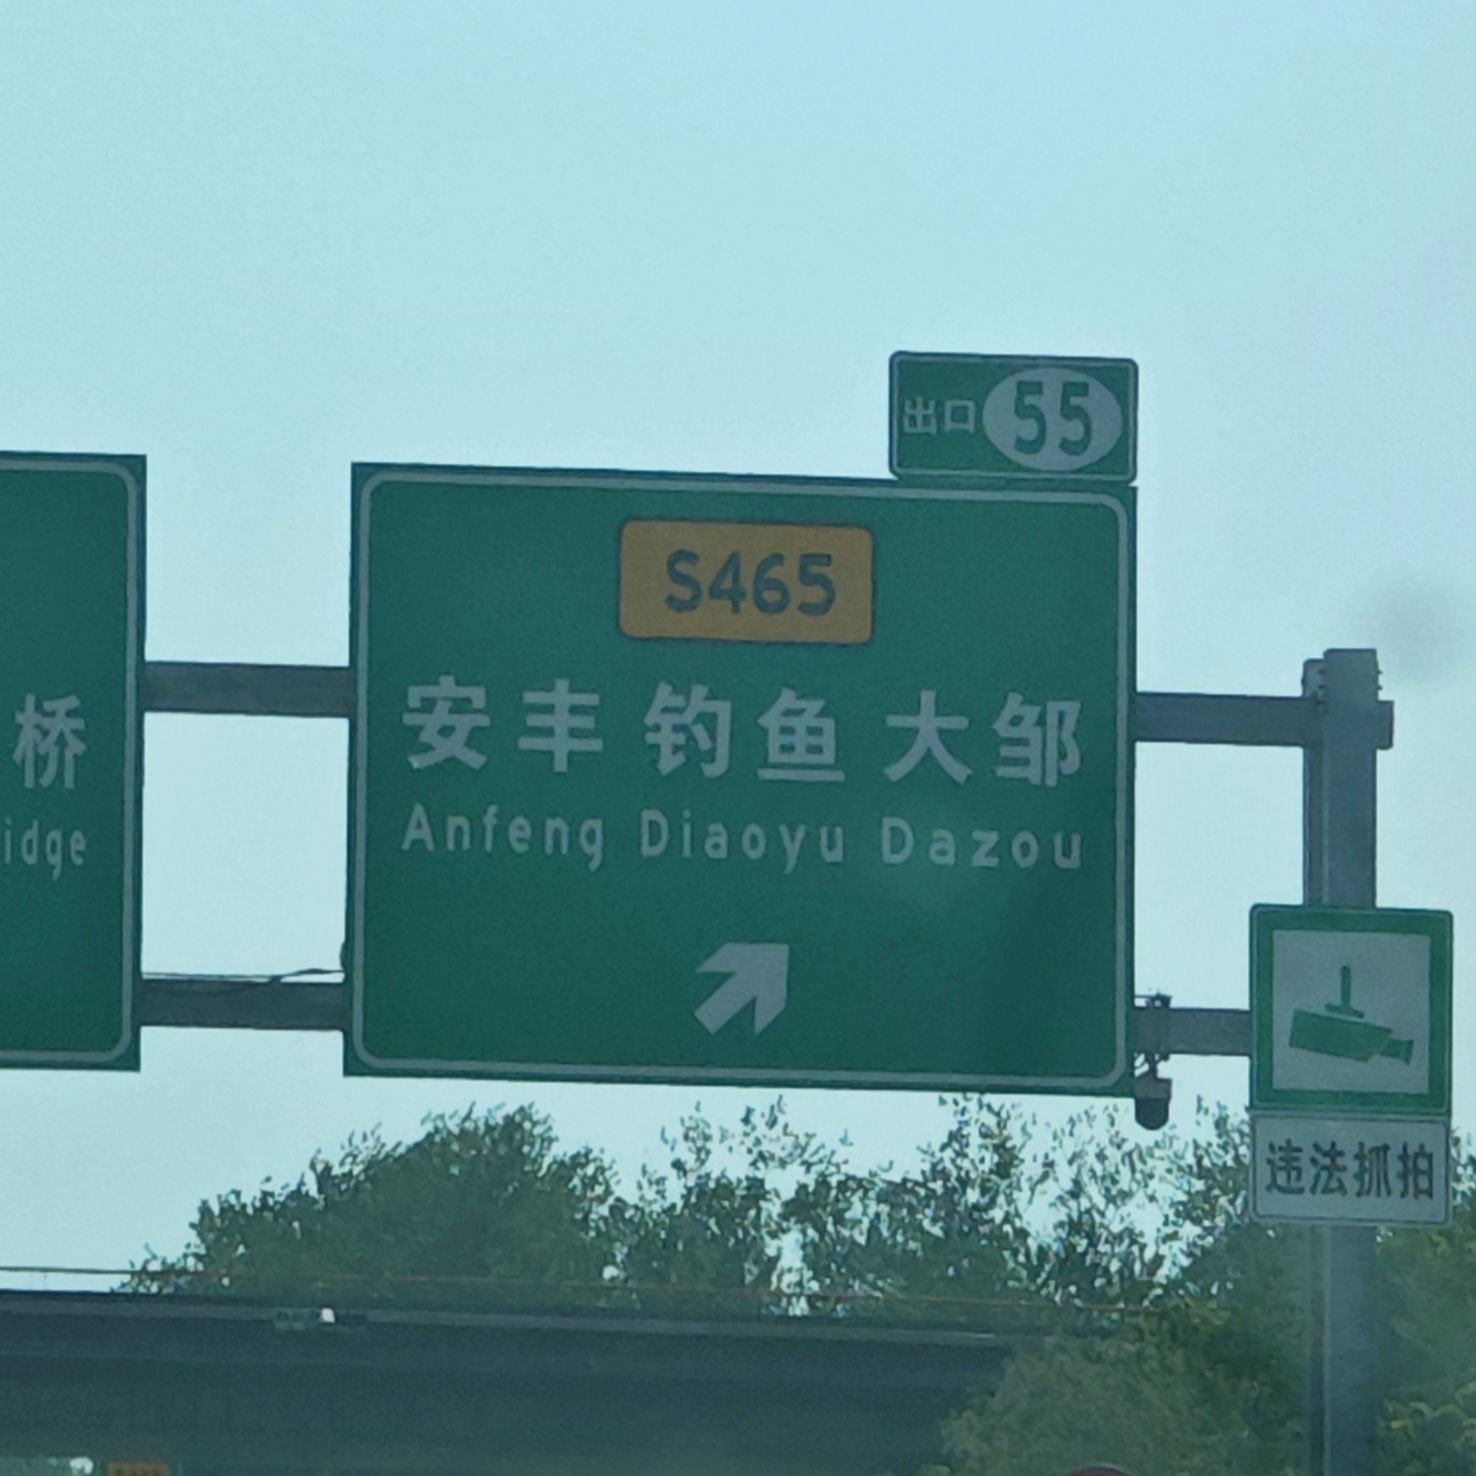 出口 55
S465
安丰 钓鱼 大邹
Anfeng Diaoyu Dazou
桥
idge
违法抓拍